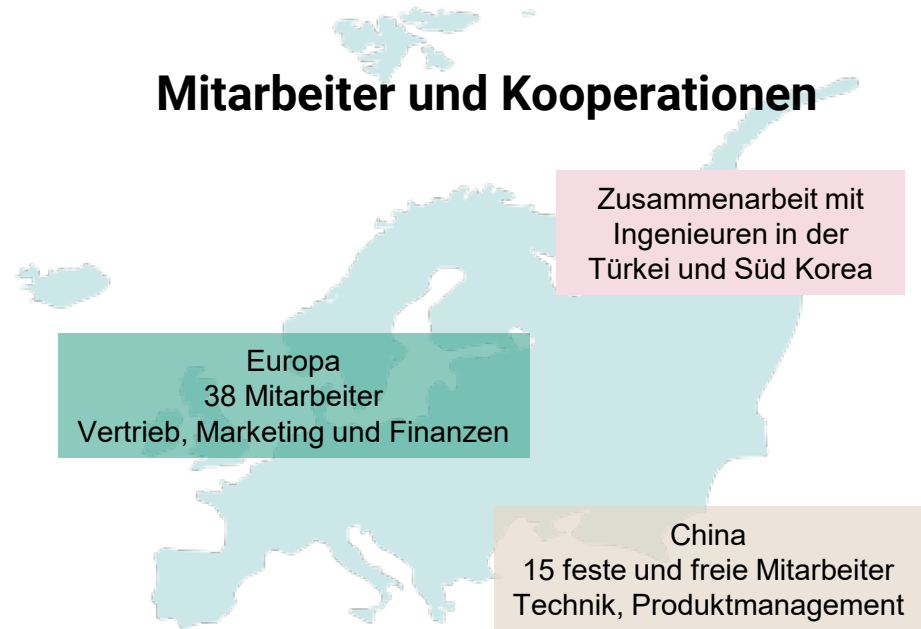 Mitarbeiter und Kooperationen
Zusammenarbeit mit
Ingenieuren in der
Türkei und Süd Korea
Europa
38 Mitarbeiter
Vertrieb, Marketing und Finanzen
China
15 feste und freie Mitarbeiter
Technik, Produktmanagement